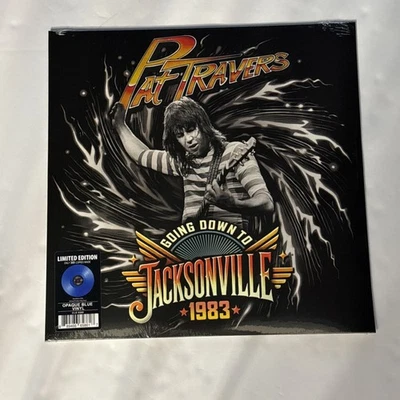 Pat Travers
GOING DOWN TO
JACKSONVILLE
1983
LIMITED EDITION
OPAQUE BLUE
VINYL